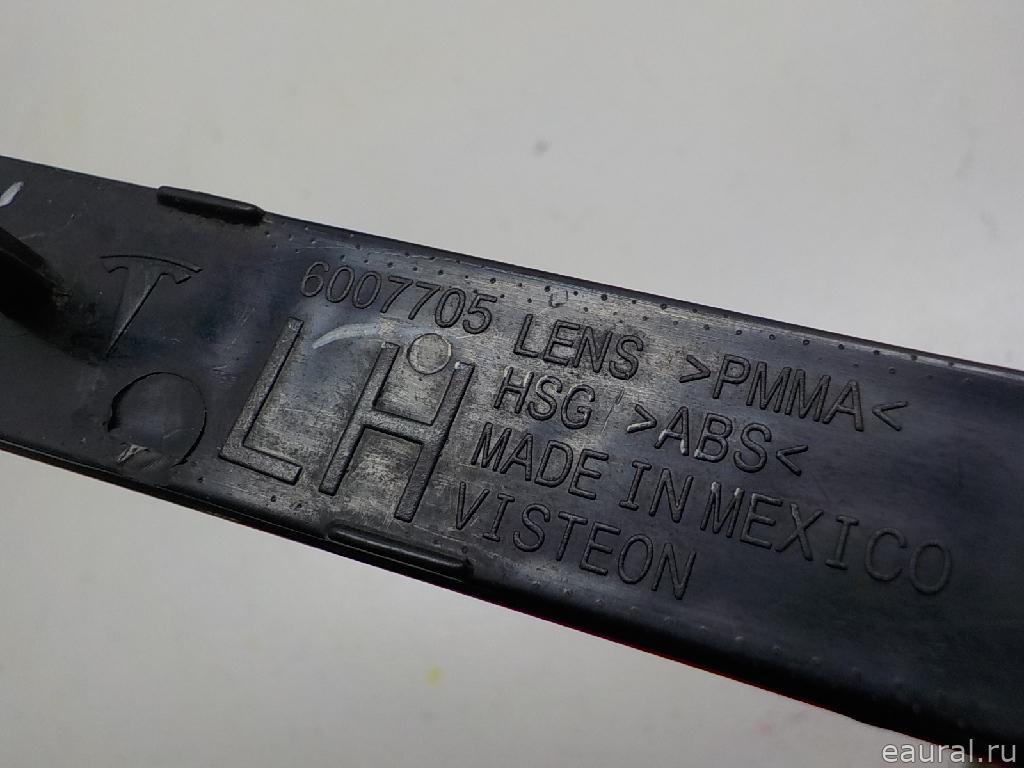 6007705
LH
LENS >PMMA<
HSG >ABS<
MADE IN MEXICO
VISTEON
eaural.ru